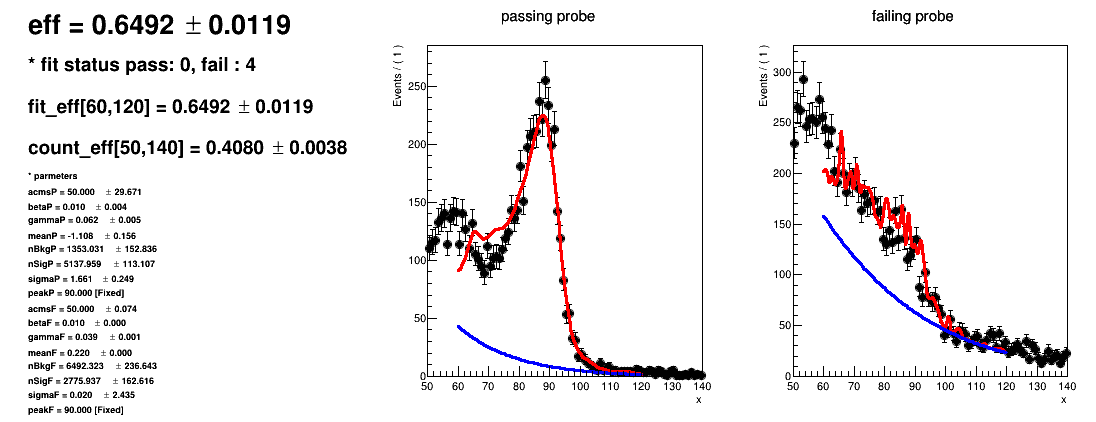 eff = 0.6492 ± 0.0119
* fit status pass: 0, fail : 4
fit_eff[60,120] = 0.6492 ± 0.0119
count_eff[50,140] = 0.4080 ± 0.0038
* parmeters
acmsP = 50.000 ± 29.671
betaP = 0.010 ± 0.004
gammaP = 0.062 ± 0.005
meanP = -1.108 ± 0.156
nBkgP = 1353.031 ± 152.836
nSigP = 5137.959 ± 113.107
sigmaP = 1.661 ± 0.249
peakP = 90.000 [Fixed]
acmsF = 50.000 ± 0.074
betaF = 0.010 ± 0.000
gammaF = 0.039 ± 0.001
meanF = 0.220 ± 0.000
nBkgF = 6492.323 ± 236.643
nSigF = 2775.937 ± 162.616
sigmaF = 0.020 ± 2.435
peakF = 90.000 [Fixed]
passing probe
Events / ( 1 )
250
200
150
100
50
0
50 60 70 80 90 100 110 120 130 140
x
failing probe
Events / ( 1 )
300
250
200
150
100
50
0
50 60 70 80 90 100 110 120 130 140
x